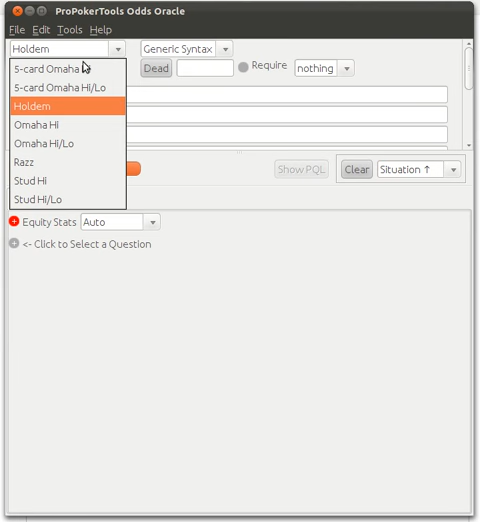 ProPokerTools Odds Oracle
File Edit Tools Help
Holdem Generic Syntax
5-card Omaha
Dead Require nothing
5-card Omaha Hi/Lo
Holdem
Omaha Hi
Omaha Hi/Lo
Razz
Show PQL Clear Situation ↑
Stud Hi
Stud Hi/Lo
Equity Stats Auto
<- Click to Select a Question